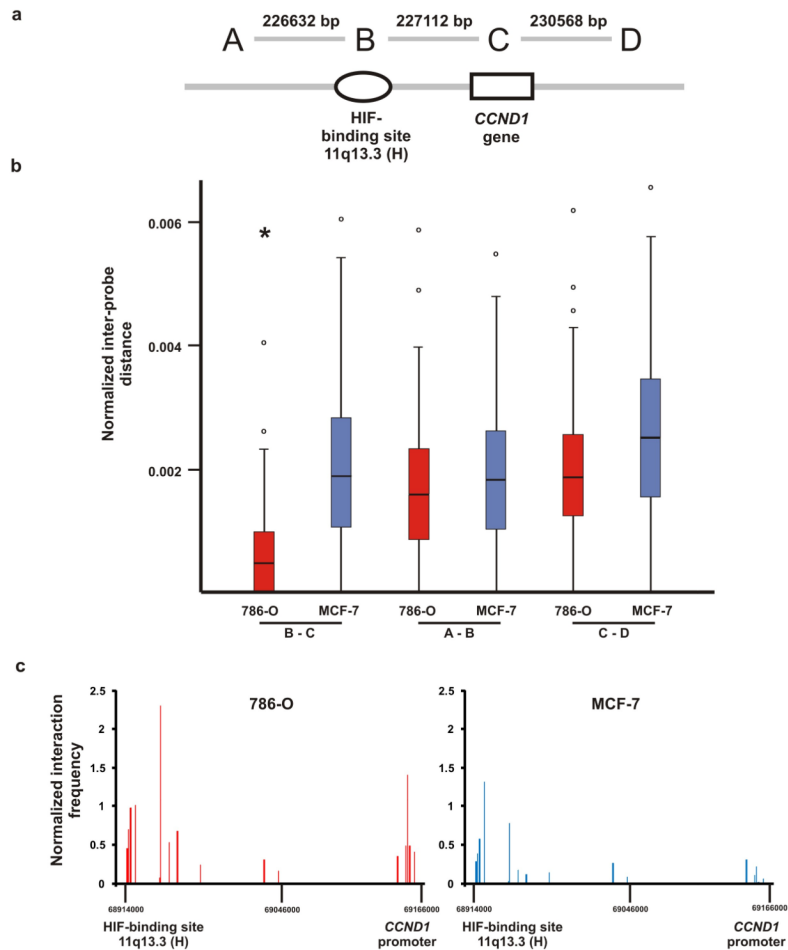 a
226632 bp 227112 bp 230568 bp
A B C D
HIF-
binding site
11q13.3 (H)
CCND1
gene
b
Normalized inter-probe
distance
0.006
0.004
0.002
*
786-O MCF-7 786-O MCF-7 786-O MCF-7
B - C A - B C - D
c
Normalized interaction
frequency
786-O
2.5
2
1.5
1
0.5
0
68914000 69046000 69166000
HIF-binding site
11q13.3 (H)
CCND1
promoter
MCF-7
2.5
2
1.5
1
0.5
0
68914000 69046000 69166000
HIF-binding site
11q13.3 (H)
CCND1
promoter